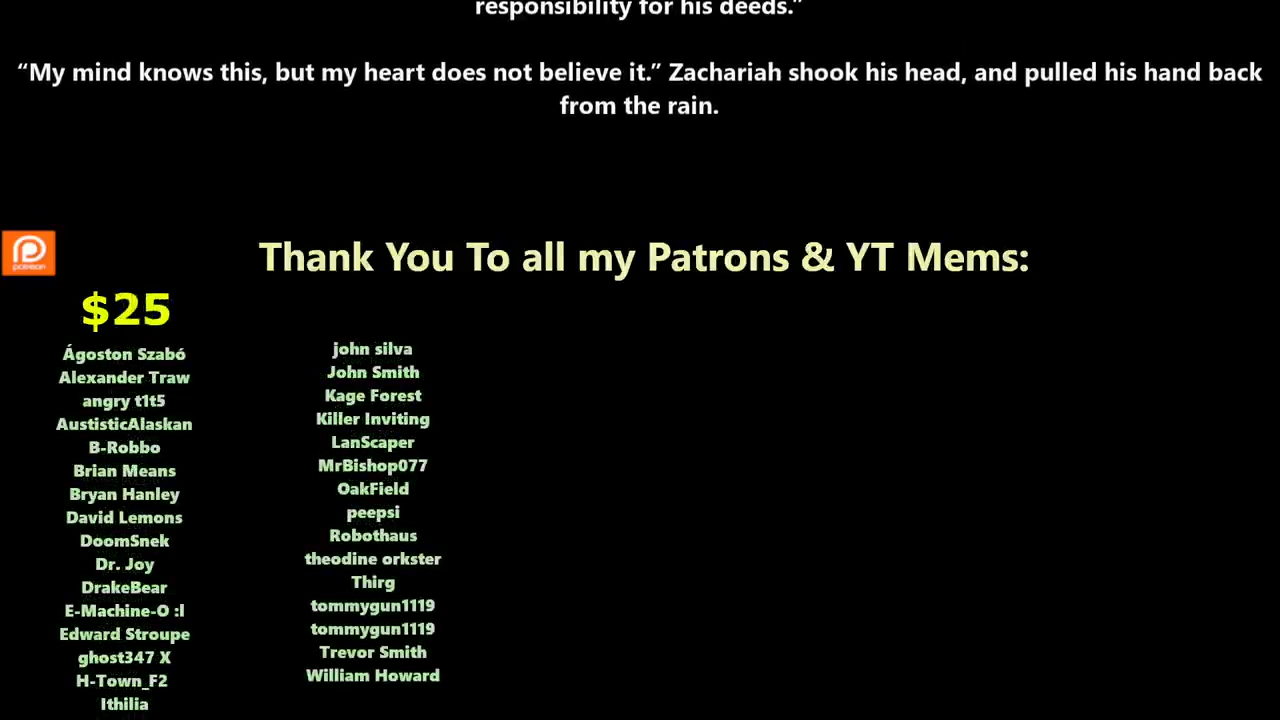 responsibility for his deeds.”
“My mind knows this, but my heart does not believe it.” Zachariah shook his head, and pulled his hand back
from the rain.
patreon
Thank You To all my Patrons & YT Mems:
$25
Ágoston Szabó
Alexander Traw
angry t1t5
AustisticAlaskan
B-Robbo
Brian Means
Bryan Hanley
David Lemons
DoomSnek
Dr. Joy
DrakeBear
E-Machine-O :l
Edward Stroupe
ghost347 X
H-Town_F2
Ithilia
john silva
John Smith
Kage Forest
Killer Inviting
LanScaper
MrBishop077
OakField
peepsi
Robothaus
theodine orkster
Thirg
tommygun1119
tommygun1119
Trevor Smith
William Howard